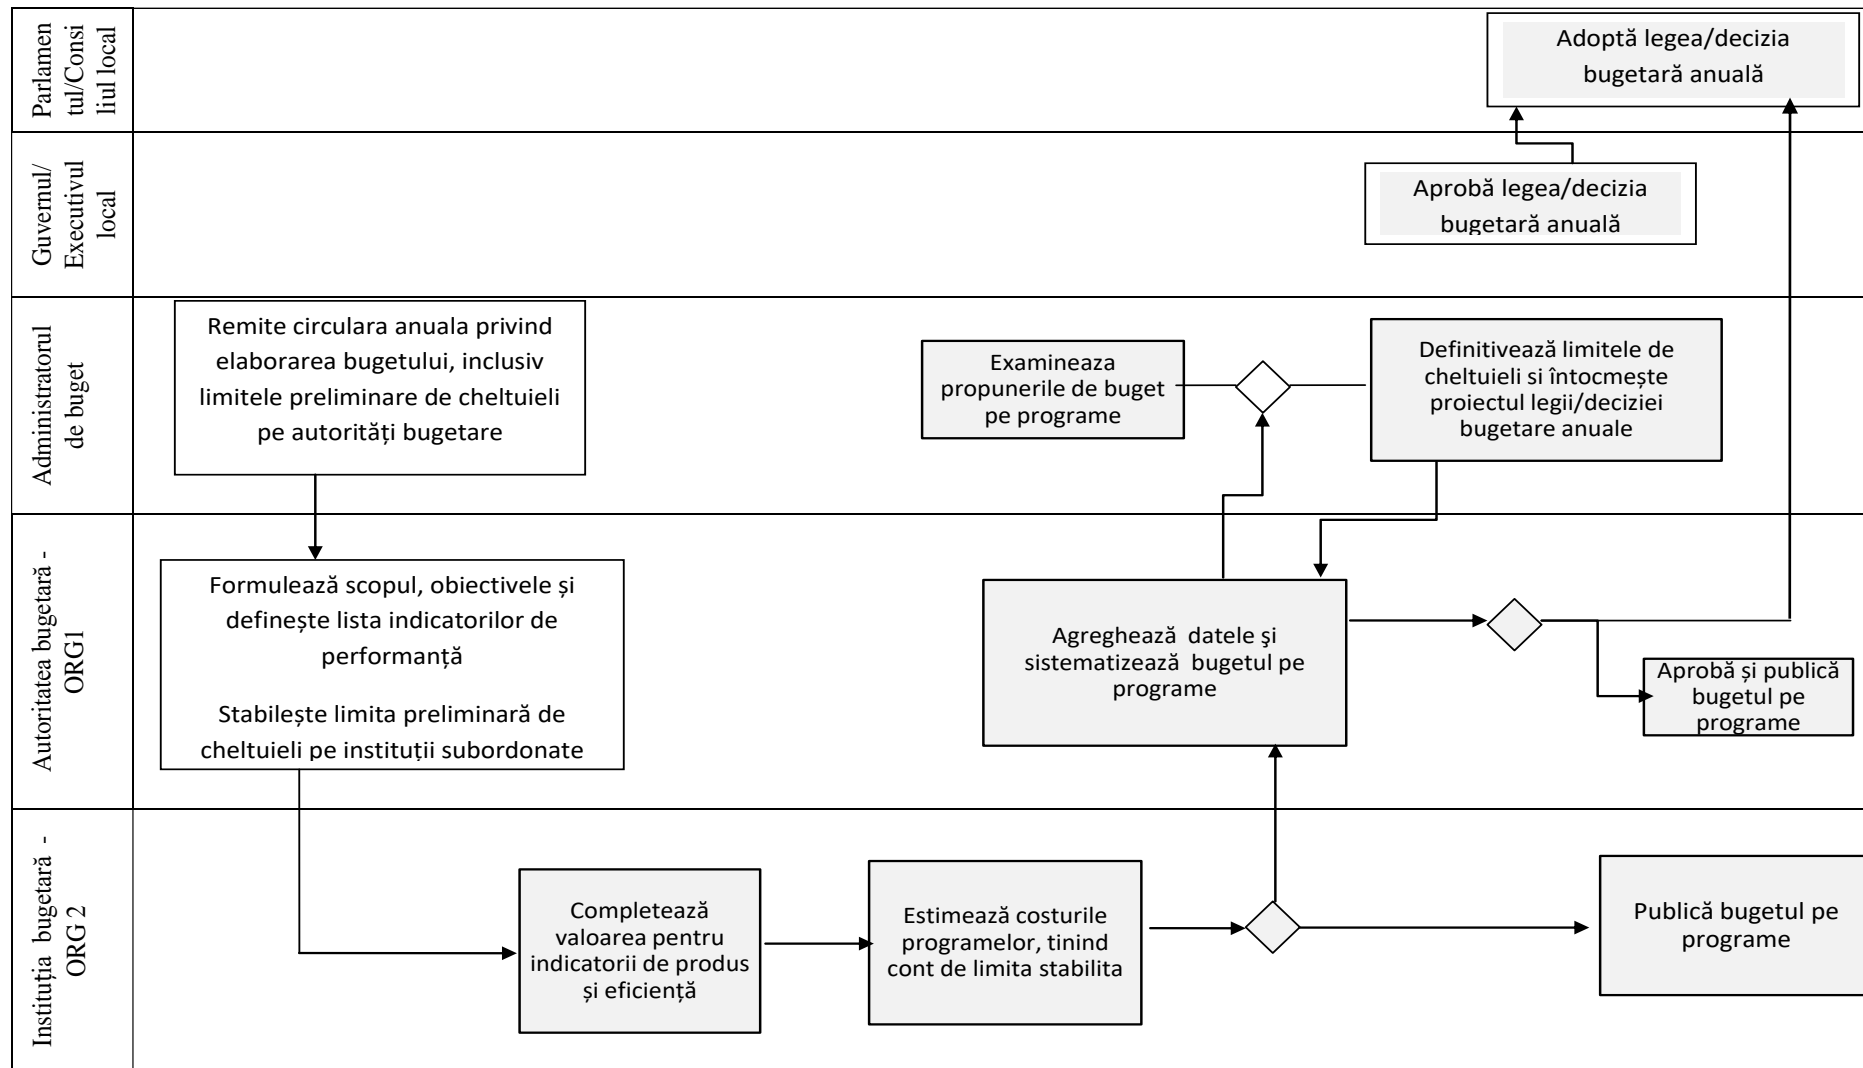 Parlamen
tul/Consi
liul local
Adoptă legea/decizia
bugetară anuală
Guvernul/
Executivul
local
Aprobă legea/decizia
bugetară anuală
Administratorul
de buget
Remite circulara anuala privind
elaborarea bugetului, inclusiv
limitele preliminare de cheltuieli
pe autorități bugetare
Examineaza
propunerile de buget
pe programe
Definitivează limitele de
cheltuieli si întocmește
proiectul legii/deciziei
bugetare anuale
Autoritatea bugetară -
ORG1
Formulează scopul, obiectivele și
definește lista indicatorilor de
performanță
Stabilește limita preliminară de
cheltuieli pe instituții subordonate
Agreghează datele şi
sistematizează bugetul pe
programe
Aprobă și publică
bugetul pe
programe
Instituția bugetară -
ORG 2
Completează
valoarea pentru
indicatorii de produs
și eficiență
Estimează costurile
programelor, tinind
cont de limita stabilita
Publică bugetul pe
programe